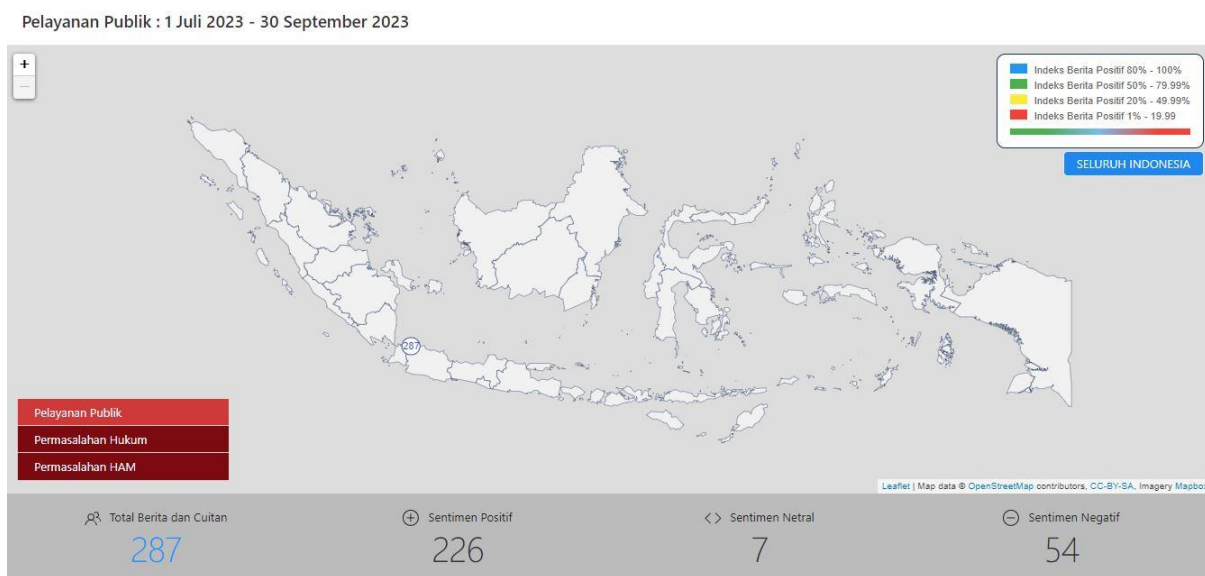 Pelayanan Publik : 1 Juli 2023 - 30 September 2023
+
−
Indeks Berita Positif 80% - 100%
Indeks Berita Positif 50% - 79.99%
Indeks Berita Positif 20% - 49.99%
Indeks Berita Positif 1% - 19.99
SELURUH INDONESIA
287
Pelayanan Publik
Permasalahan Hukum
Permasalahan HAM
Leaflet | Map data © OpenStreetMap contributors, CC-BY-SA, Imagery Mapbox
Total Berita dan Cuitan
287
Sentimen Positif
226
Sentimen Netral
7
Sentimen Negatif
54